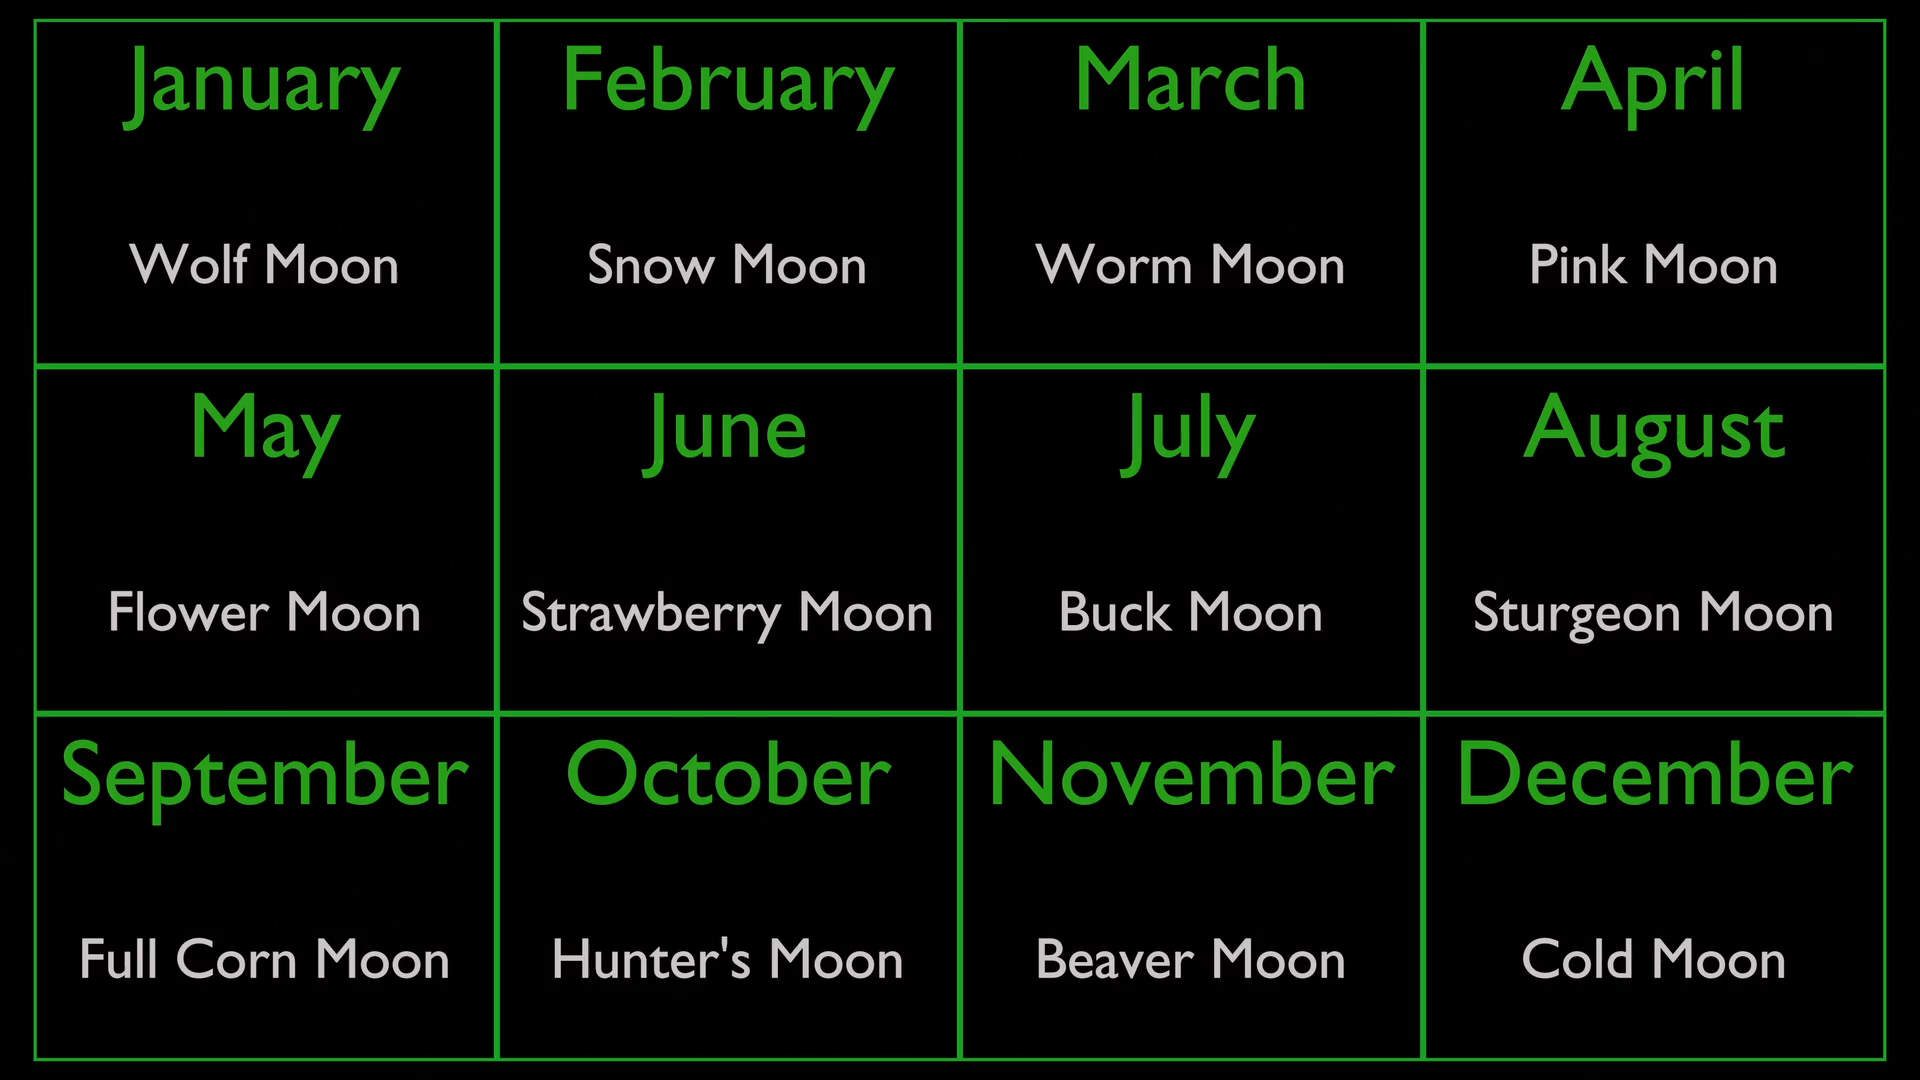 January
Wolf Moon
February
Snow Moon
March
Worm Moon
April
Pink Moon
May
Flower Moon
June
Strawberry Moon
July
Buck Moon
August
Sturgeon Moon
September
Full Corn Moon
October
Hunter's Moon
November
Beaver Moon
December
Cold Moon